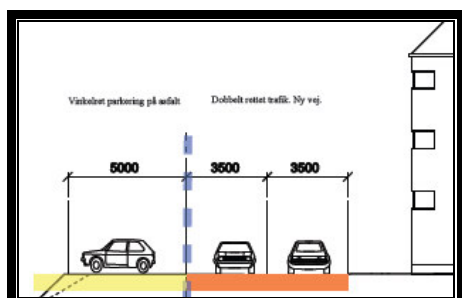 Vinkelret parkering på asfalt
Dobbelt rettet trafik. Ny vej.
5000
3500
3500